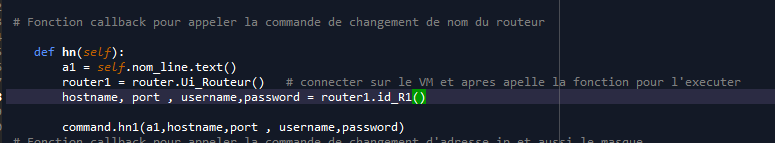 # Fonction callback pour appeler la commande de changement de nom du routeur
def hn(self):
a1 = self.nom_line.text()
router1 = router.Ui_Routeur() # connecter sur le VM et apres apelle la fonction pour l'executer
hostname, port , username,password = router1.id_R1()
command.hn1(a1,hostname,port , username,password)
# Fonction callback pour appeler la commande de changement d'adresse ip et aussi le masque